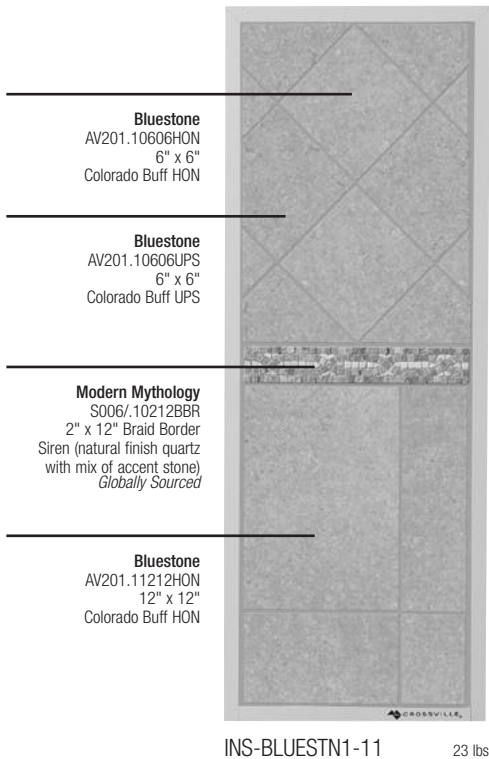 Bluestone
AV201.10606HON
6" x 6"
Colorado Buff HON
Bluestone
AV201.10606UPS
6" x 6"
Colorado Buff UPS
Modern Mythology
S006/.10212BBR
2" x 12" Braid Border
Siren (natural finish quartz
with mix of accent stone)
Globally Sourced
Bluestone
AV201.11212HON
12" x 12"
Colorado Buff HON
CROSSVILLE
INS-BLUESTN1-11 23 lbs